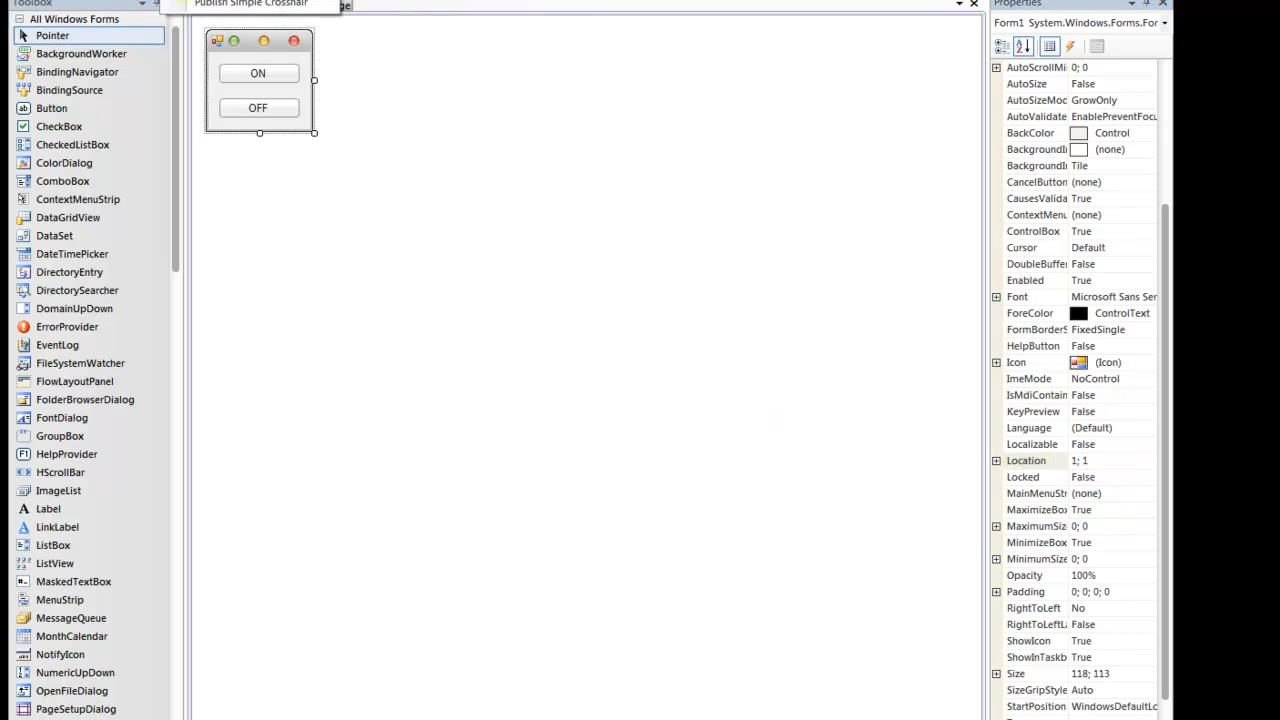 Toolbox
Publish Simple Crosshair
ge
Properties
All Windows Forms
Pointer
BackgroundWorker
BindingNavigator
BindingSource
Button
CheckBox
CheckedListBox
ColorDialog
ComboBox
ContextMenuStrip
DataGridView
DataSet
DateTimePicker
DirectoryEntry
DirectorySearcher
DomainUpDown
ErrorProvider
EventLog
FileSystemWatcher
FlowLayoutPanel
FolderBrowserDialog
FontDialog
GroupBox
HelpProvider
HScrollBar
ImageList
Label
LinkLabel
ListBox
ListView
MaskedTextBox
MenuStrip
MessageQueue
MonthCalendar
NotifyIcon
NumericUpDown
OpenFileDialog
PageSetupDialog
ON
OFF
Form1 System.Windows.Forms.For
AutoScrollMi 0; 0
AutoSize False
AutoSizeMod GrowOnly
AutoValidate EnablePreventFocu
BackColor Control
BackgroundI (none)
BackgroundI Tile
CancelButton (none)
CausesValida True
ContextMenu (none)
ControlBox True
Cursor Default
DoubleBuffer False
Enabled True
Font Microsoft Sans Ser
ForeColor ControlText
FormBorderS FixedSingle
HelpButton False
Icon (Icon)
ImeMode NoControl
IsMdiContain False
KeyPreview False
Language (Default)
Localizable False
Location 1; 1
Locked False
MainMenuStr (none)
MaximizeBox True
MaximumSiz 0; 0
MinimizeBox True
MinimumSize 0; 0
Opacity 100%
Padding 0; 0; 0; 0
RightToLeft No
RightToLeftLa False
ShowIcon True
ShowInTaskb True
Size 118; 113
SizeGripStyle Auto
StartPosition WindowsDefaultLo